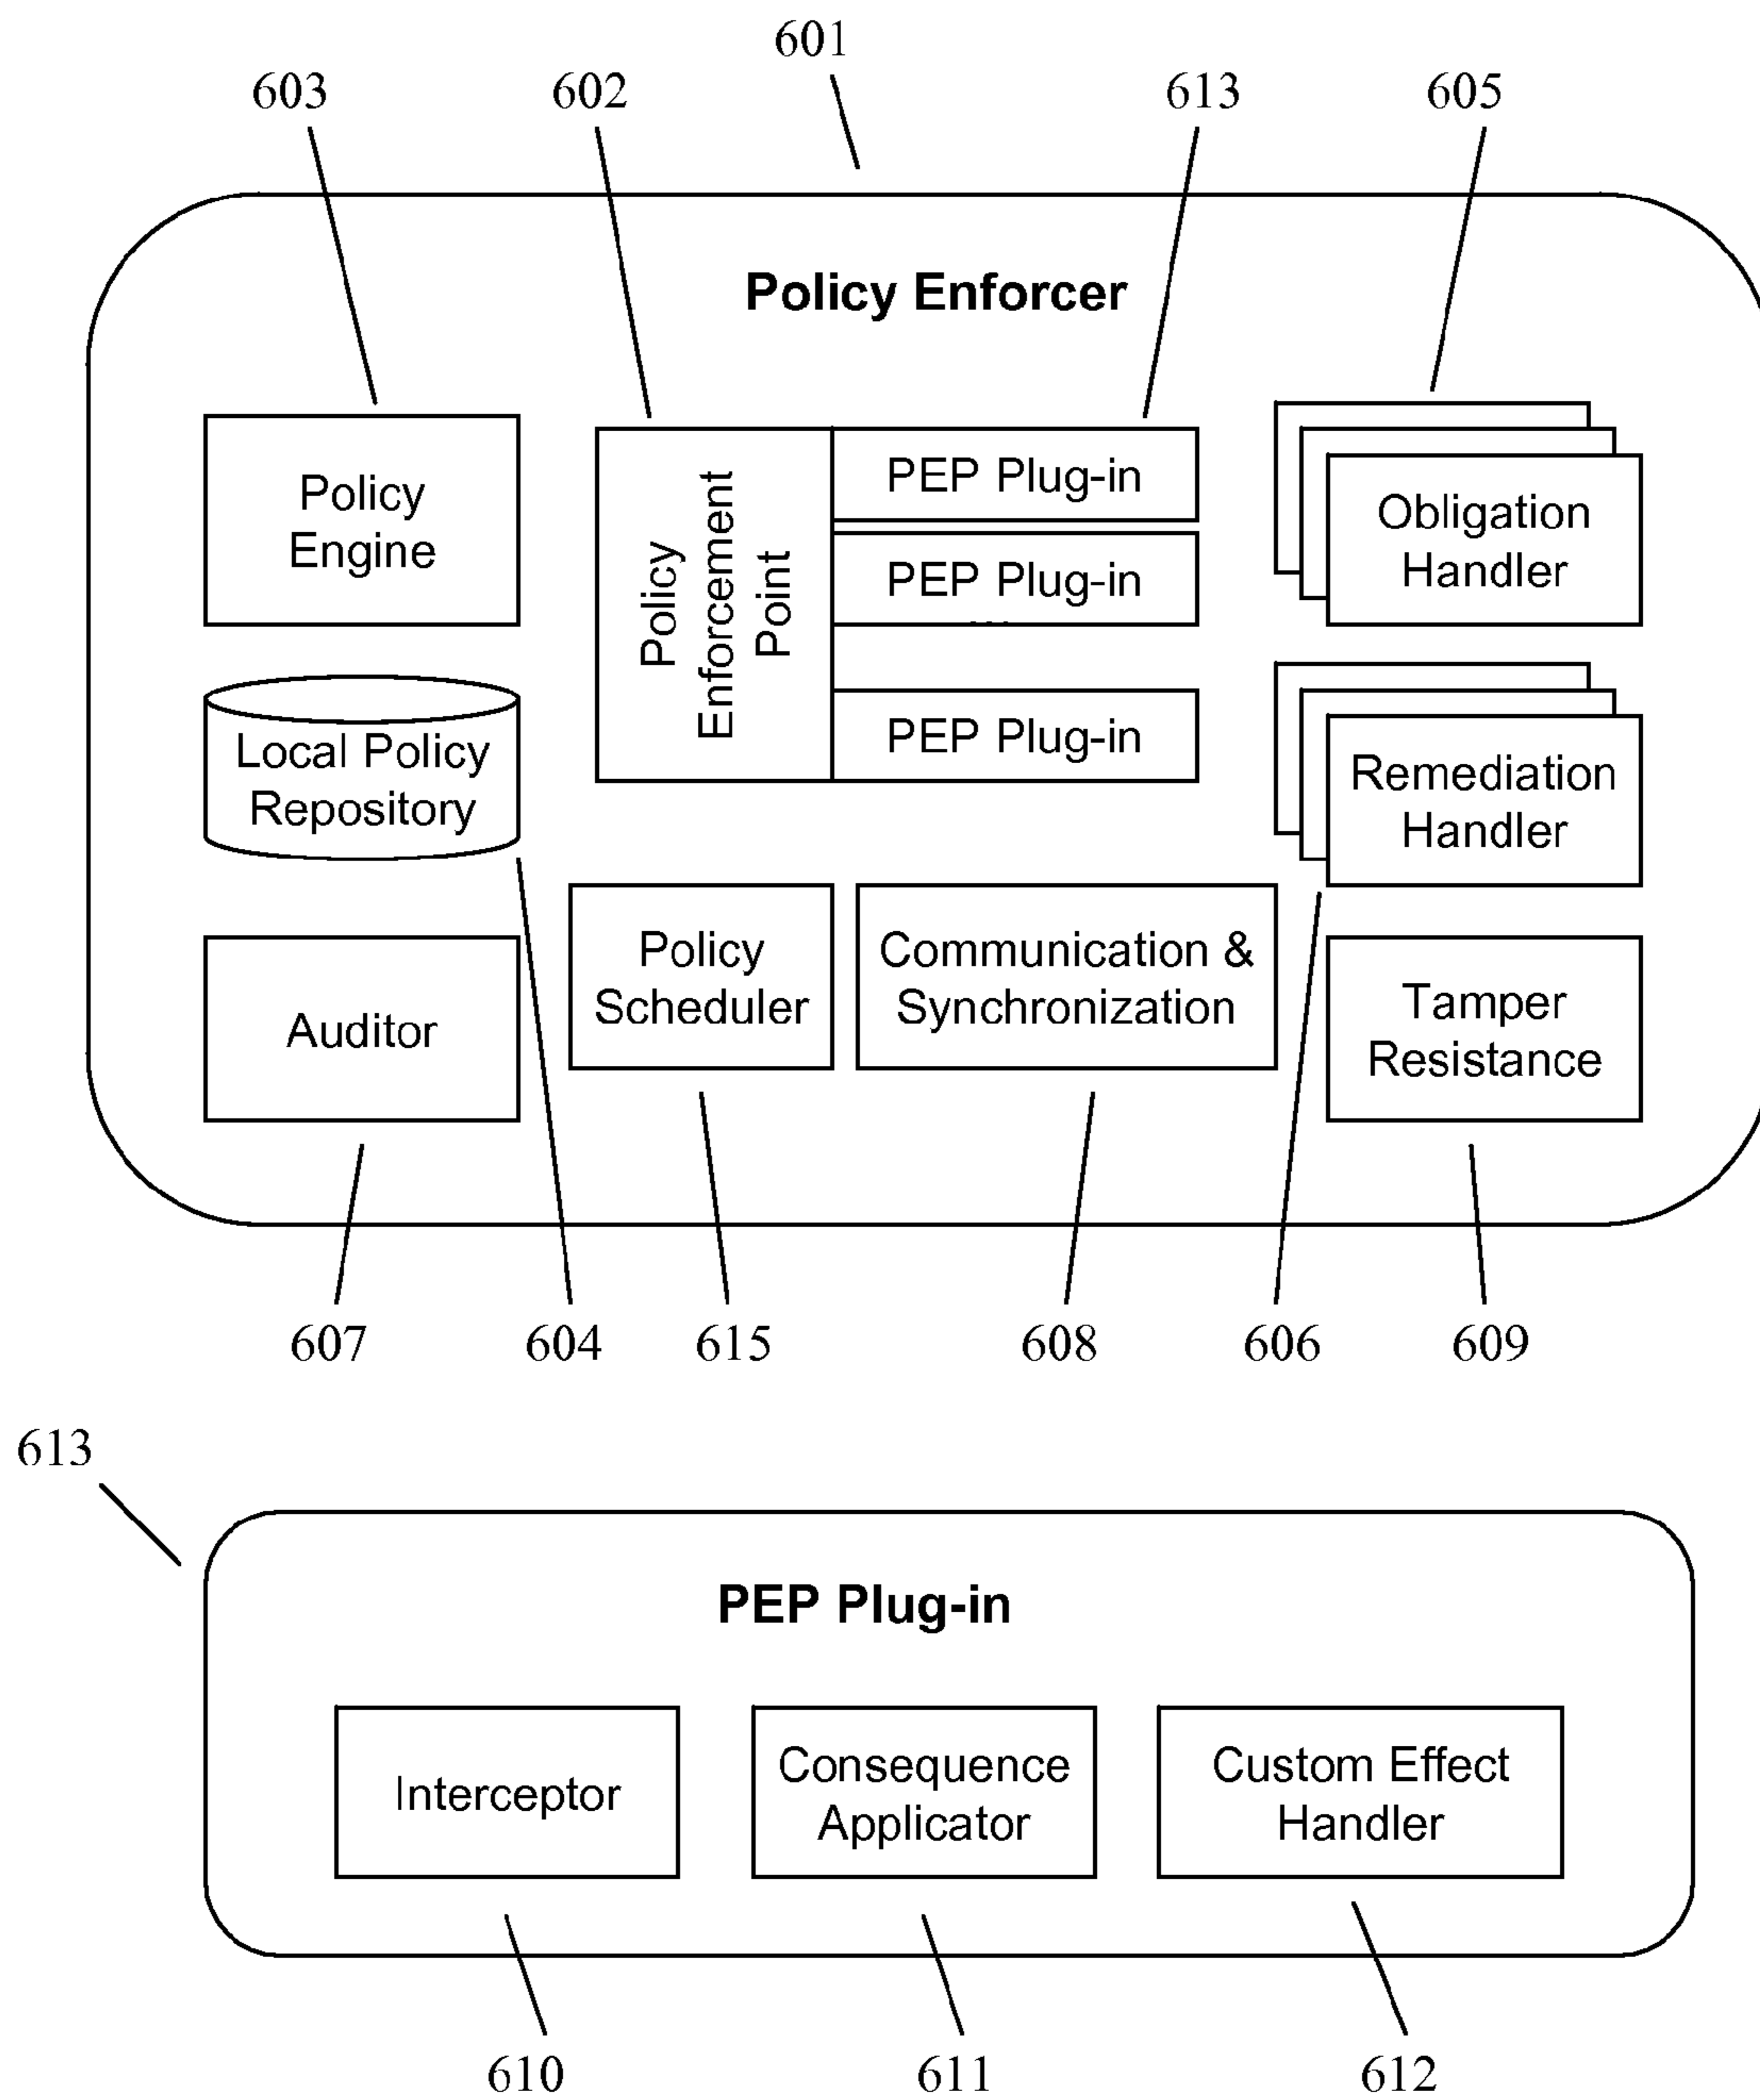 601
603
602
613
605
Policy Enforcer
Policy
Engine
Policy
Enforcement
Point
PEP Plug-in
PEP Plug-in
...
PEP Plug-in
Obligation
Handler
Local Policy
Repository
Remediation
Handler
Auditor
Policy
Scheduler
Communication &
Synchronization
Tamper
Resistance
607
604
615
608
606
609
613
PEP Plug-in
Interceptor
Consequence
Applicator
Custom Effect
Handler
610
611
612